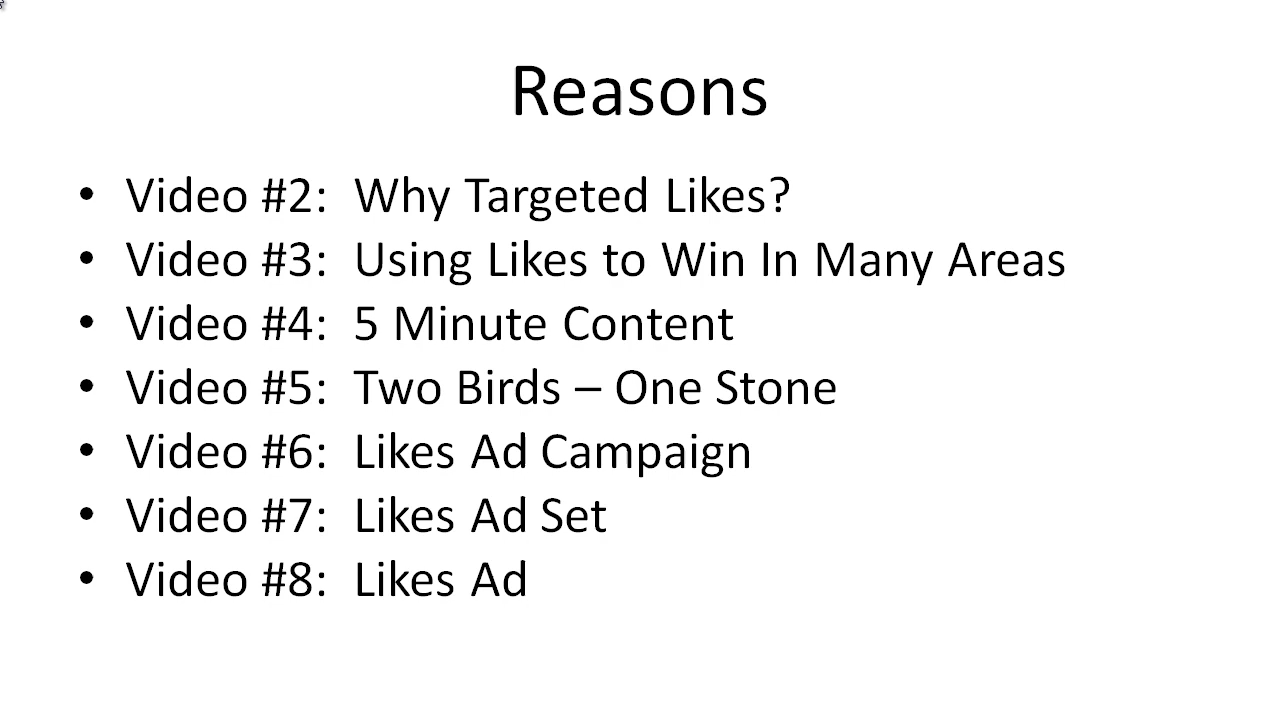 Reasons
• Video #2:  Why Targeted Likes?
• Video #3:  Using Likes to Win In Many Areas
• Video #4:  5 Minute Content
• Video #5:  Two Birds – One Stone
• Video #6:  Likes Ad Campaign
• Video #7:  Likes Ad Set
• Video #8:  Likes Ad